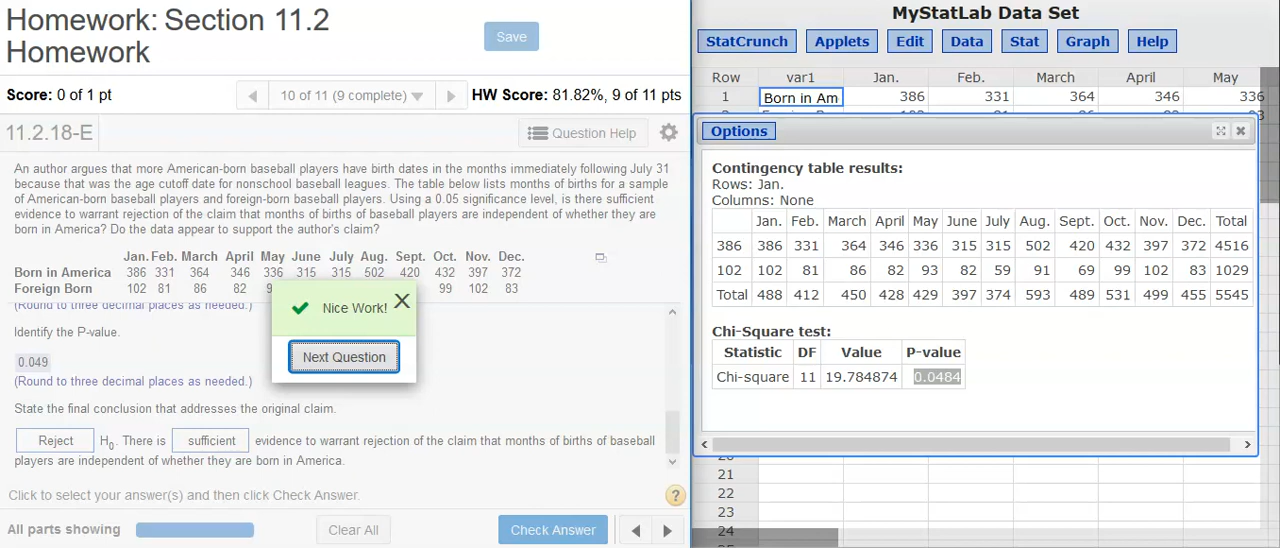 Homework: Section 11.2
Homework
Save
Score: 0 of 1 pt
10 of 11 (9 complete)
HW Score: 81.82%, 9 of 11 pts
11.2.18-E
Question Help
An author argues that more American-born baseball players have birth dates in the months immediately following July 31
because that was the age cutoff date for nonschool baseball leagues. The table below lists months of births for a sample
of American-born baseball players and foreign-born baseball players. Using a 0.05 significance level, is there sufficient
evidence to warrant rejection of the claim that months of births of baseball players are independent of whether they are
born in America? Do the data appear to support the author's claim?
Jan. Feb. March April May June July Aug. Sept. Oct. Nov. Dec.
Born in America 386 331 364 346 336 315 315 502 420 432 397 372
Foreign Born 102 81 86 82 9 99 102 83
(Round to three decimal places as needed.)
Identify the P-value.
0.049
(Round to three decimal places as needed.)
State the final conclusion that addresses the original claim.
Reject H0. There is sufficient evidence to warrant rejection of the claim that months of births of baseball
players are independent of whether they are born in America.
Nice Work!
Next Question
Click to select your answer(s) and then click Check Answer.
?
All parts showing
Clear All
Check Answer
MyStatLab Data Set
StatCrunch Applets Edit Data Stat Graph Help
Row var1 Jan. Feb. March April May
1 Born in Am 386 331 364 346 336
Options
Contingency table results:
Rows: Jan.
Columns: None
Jan. Feb. March April May June July Aug. Sept. Oct. Nov. Dec. Total
386 386 331 364 346 336 315 315 502 420 432 397 372 4516
102 102 81 86 82 93 82 59 91 69 99 102 83 1029
Total 488 412 450 428 429 397 374 593 489 531 499 455 5545
Chi-Square test:
Statistic DF Value P-value
Chi-square 11 19.784874 0.0484
21
22
23
24